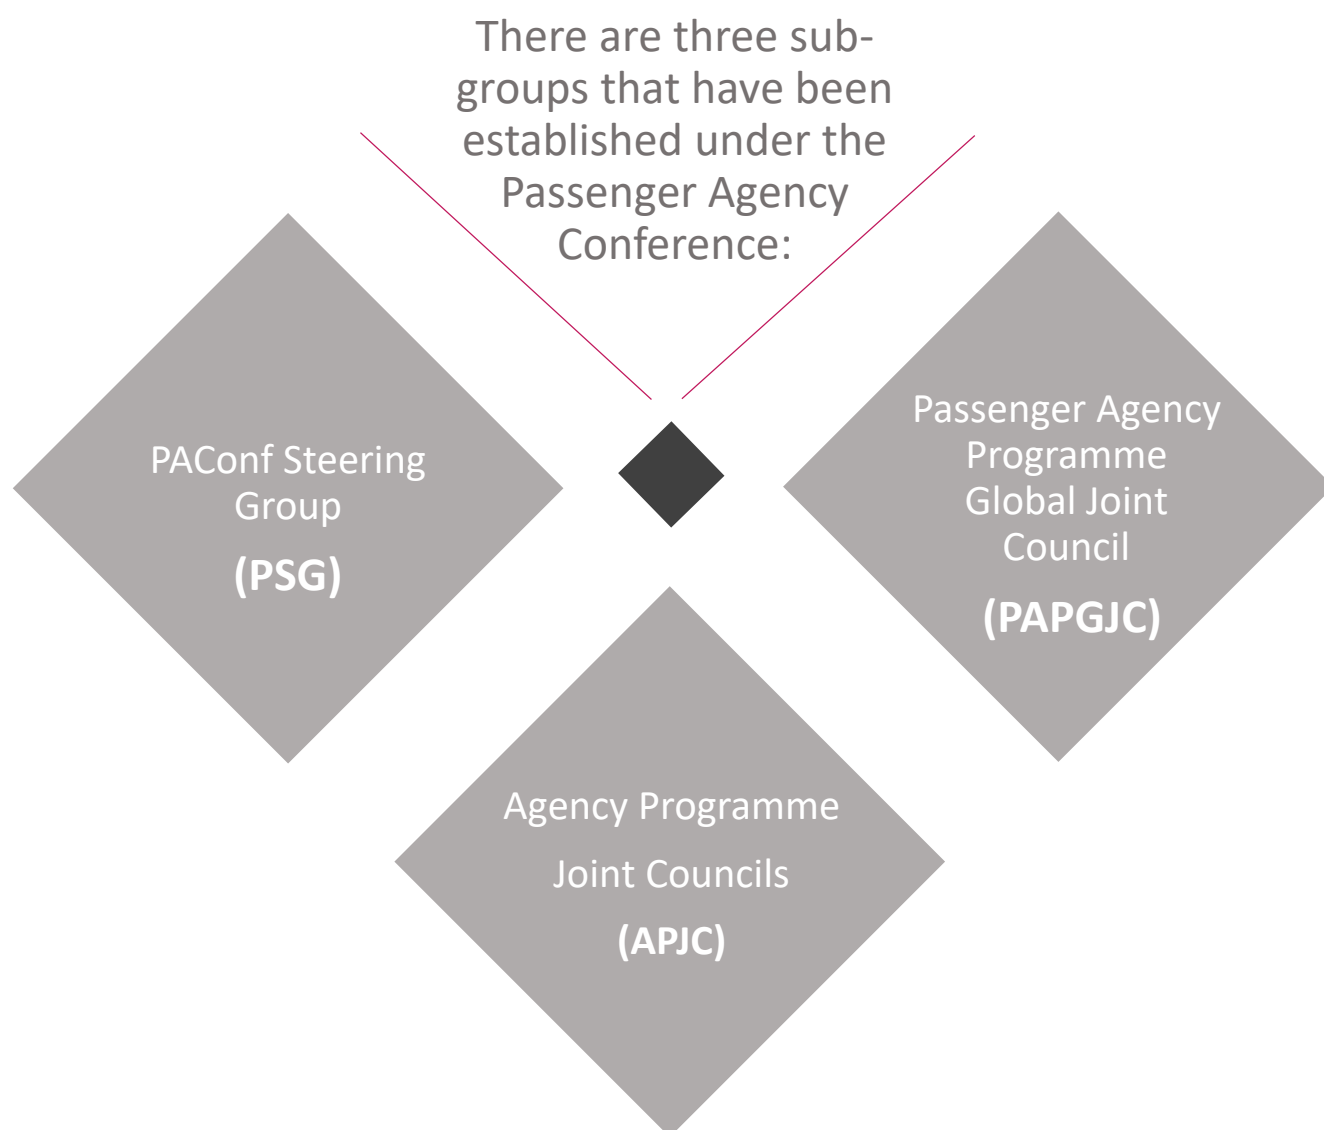 There are three sub-
groups that have been
established under the
Passenger Agency
Conference:
PAConf Steering
Group
(PSG)
Passenger Agency
Programme
Global Joint
Council
(PAPGJC)
Agency Programme
Joint Councils
(APJC)